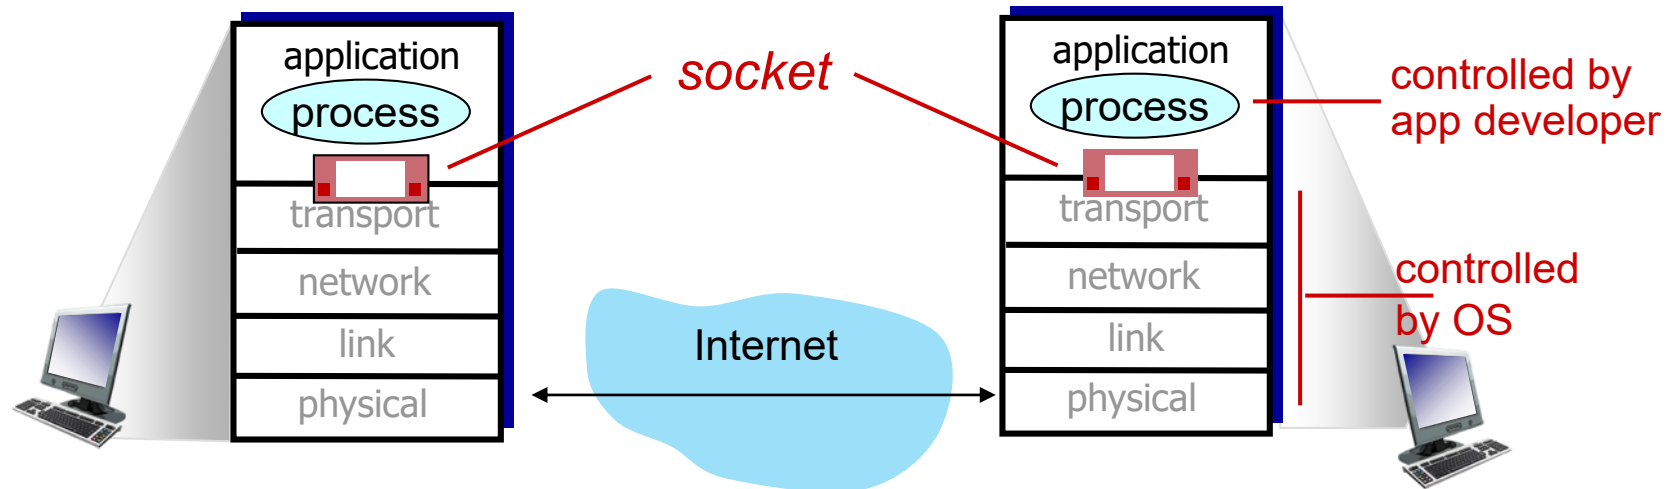 application
process
transport
network
link
physical
socket
Internet
application
process
transport
network
link
physical
controlled by
app developer
controlled
by OS